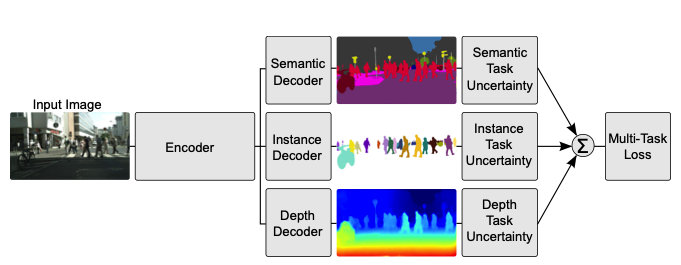 Input Image
Encoder
Semantic
Decoder
Instance
Decoder
Depth
Decoder
Semantic
Task
Uncertainty
Instance
Task
Uncertainty
Depth
Task
Uncertainty
Σ
Multi-Task
Loss